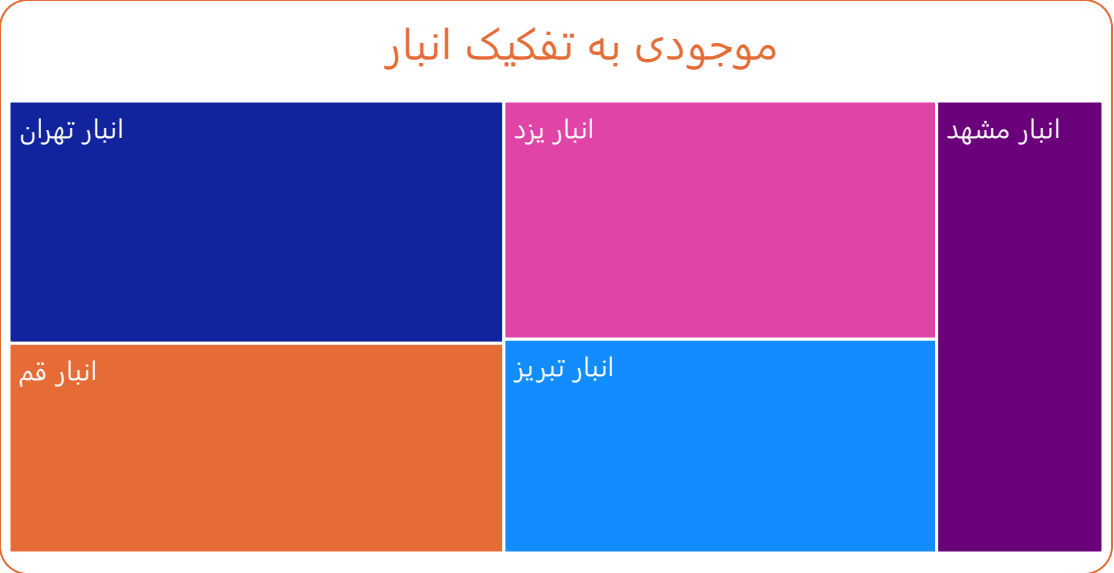 موجودی به تفکیک انبار
انبار تهران
انبار یزد
انبار مشهد
انبار قم
انبار تبریز